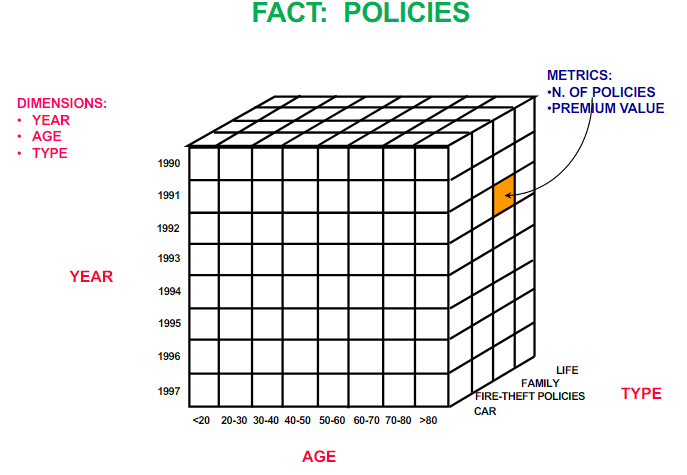 FACT: POLICIES
DIMENSIONS:
• YEAR
• AGE
• TYPE
METRICS:
•N. OF POLICIES
•PREMIUM VALUE
1990
1991
1992
1993
1994
1995
1996
1997
YEAR
LIFE
FAMILY
FIRE-THEFT POLICIES
CAR
TYPE
<20 20-30 30-40 40-50 50-60 60-70 70-80 >80
AGE